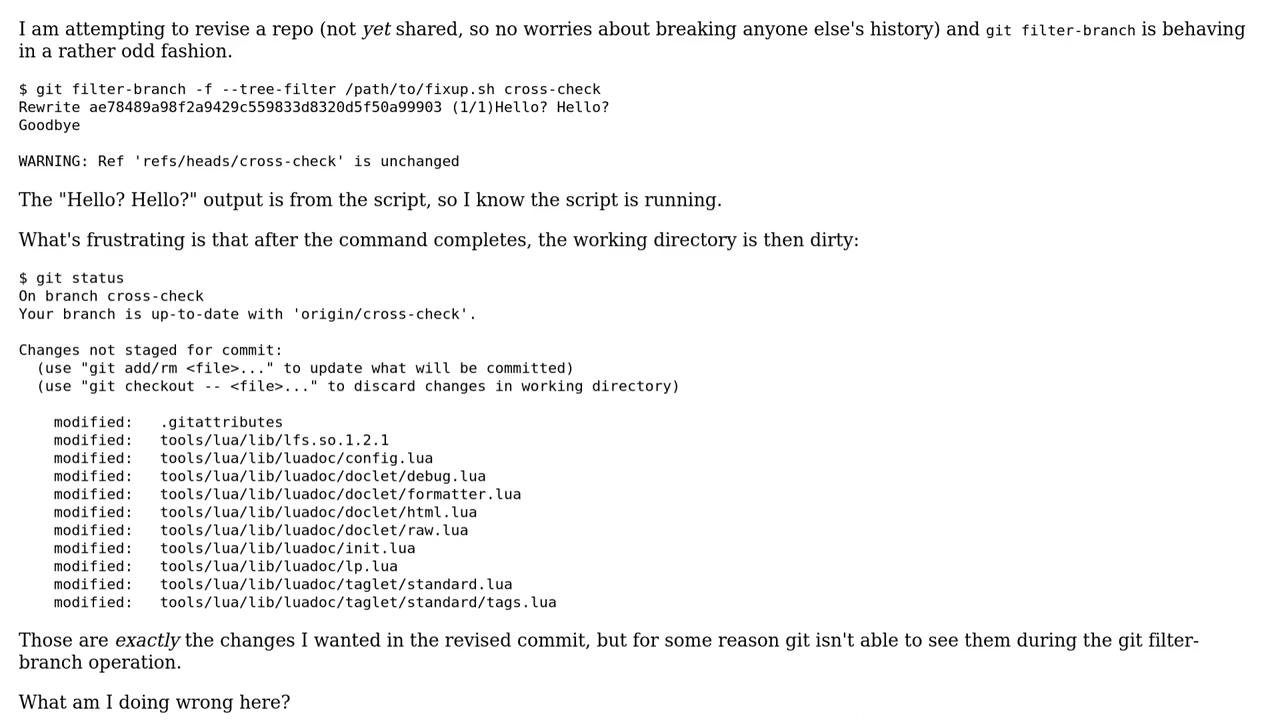 I am attempting to revise a repo (not yet shared, so no worries about breaking anyone else's history) and git filter-branch is behaving
in a rather odd fashion.
$ git filter-branch -f --tree-filter /path/to/fixup.sh cross-check
Rewrite ae78489a98f2a9429c559833d8320d5f50a99903 (1/1)Hello? Hello?
Goodbye
WARNING: Ref 'refs/heads/cross-check' is unchanged
The "Hello? Hello?" output is from the script, so I know the script is running.
What's frustrating is that after the command completes, the working directory is then dirty:
$ git status
On branch cross-check
Your branch is up-to-date with 'origin/cross-check'.
Changes not staged for commit:
  (use "git add/rm <file>..." to update what will be committed)
  (use "git checkout -- <file>..." to discard changes in working directory)
    modified:   .gitattributes
    modified:   tools/lua/lib/lfs.so.1.2.1
    modified:   tools/lua/lib/luadoc/config.lua
    modified:   tools/lua/lib/luadoc/doclet/debug.lua
    modified:   tools/lua/lib/luadoc/doclet/formatter.lua
    modified:   tools/lua/lib/luadoc/doclet/html.lua
    modified:   tools/lua/lib/luadoc/doclet/raw.lua
    modified:   tools/lua/lib/luadoc/init.lua
    modified:   tools/lua/lib/luadoc/lp.lua
    modified:   tools/lua/lib/luadoc/taglet/standard.lua
    modified:   tools/lua/lib/luadoc/taglet/standard/tags.lua
Those are exactly the changes I wanted in the revised commit, but for some reason git isn't able to see them during the git filter-
branch operation.
What am I doing wrong here?